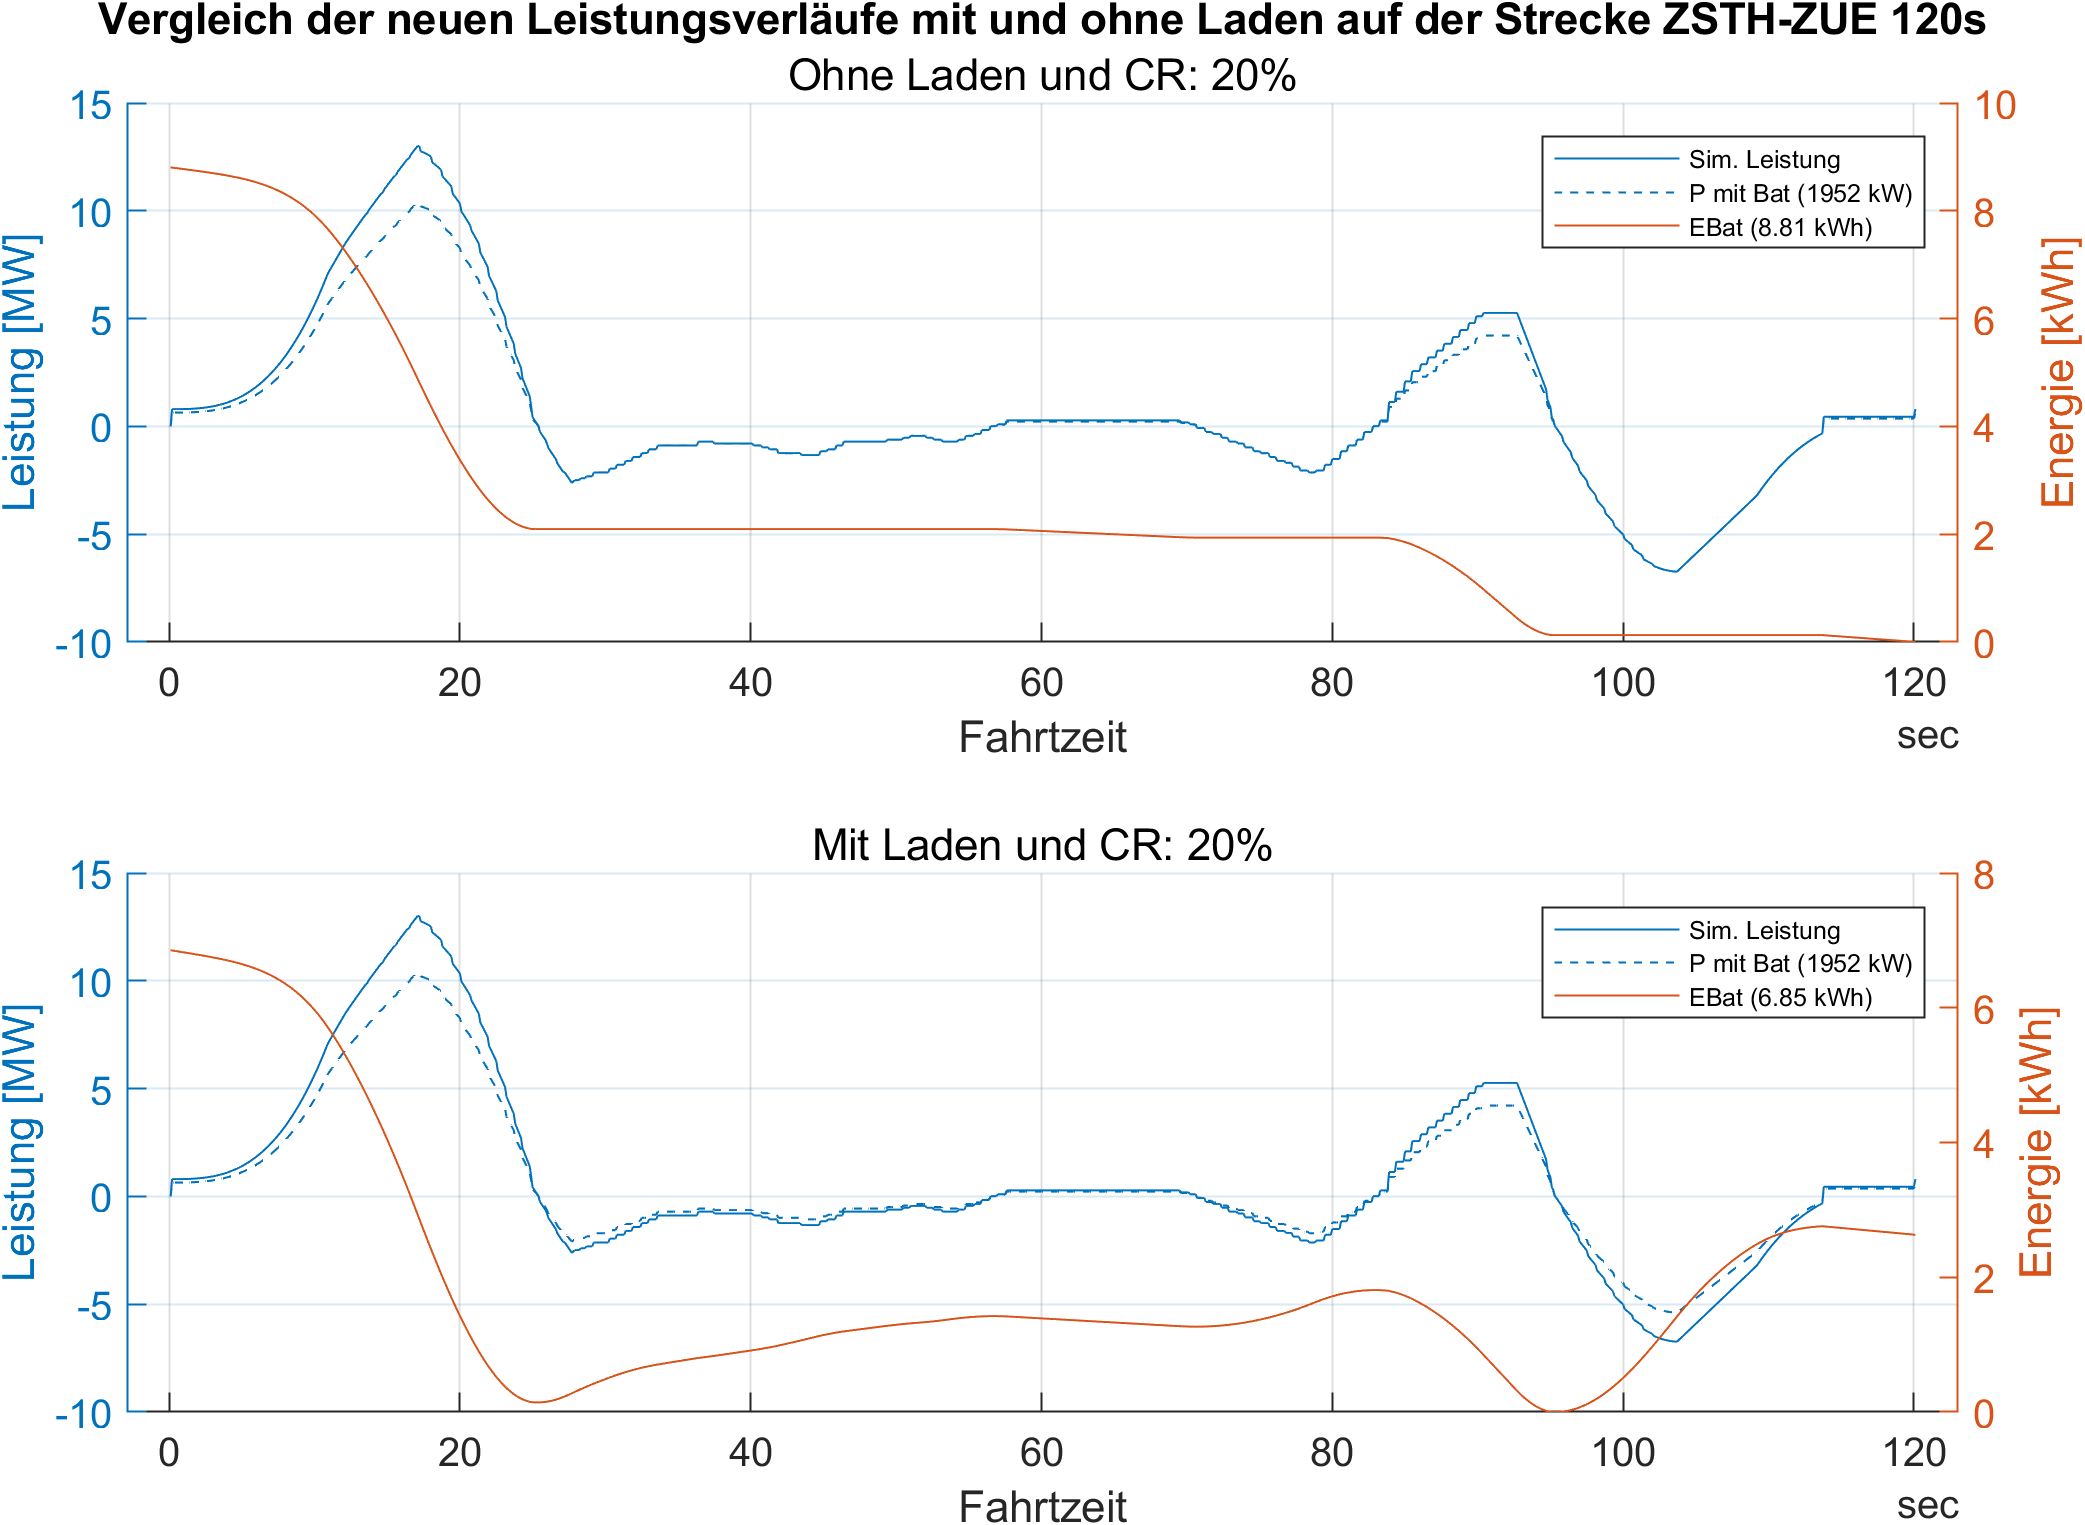 Vergleich der neuen Leistungsverläufe mit und ohne Laden auf der Strecke ZSTH-ZUE 120s
Ohne Laden und CR: 20%
Leistung [MW]
15
10
5
0
-5
-10
Energie [kWh]
10
8
6
4
2
0
Sim. Leistung
P mit Bat (1952 kW)
EBat (8.81 kWh)
0 20 40 60 80 100 120
Fahrtzeit
sec
Mit Laden und CR: 20%
Leistung [MW]
15
10
5
0
-5
-10
Energie [kWh]
8
6
4
2
0
Sim. Leistung
P mit Bat (1952 kW)
EBat (6.85 kWh)
0 20 40 60 80 100 120
Fahrtzeit
sec